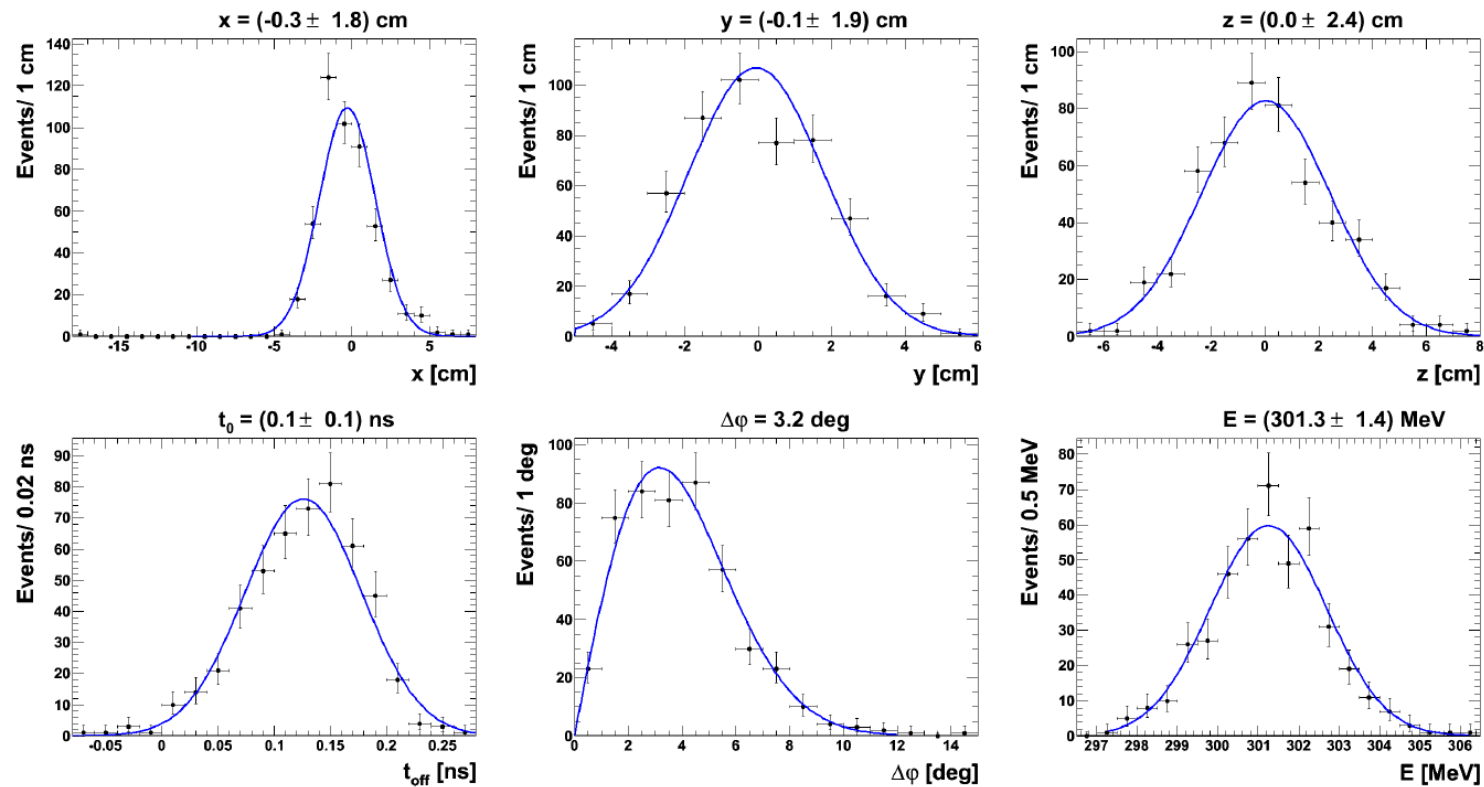 x = (-0.3 ± 1.8) cm
Events/ 1 cm
140
120
100
80
60
40
20
0
-15 -10 -5 0 5
x [cm]
y = (-0.1 ± 1.9) cm
Events/ 1 cm
100
80
60
40
20
0
-4 -2 0 2 4 6
y [cm]
z = (0.0 ± 2.4) cm
Events/ 1 cm
100
80
60
40
20
0
-6 -4 -2 0 2 4 6 8
z [cm]
t₀ = (0.1 ± 0.1) ns
Events/ 0.02 ns
90
80
70
60
50
40
30
20
10
0
-0.05 0 0.05 0.1 0.15 0.2 0.25
t_off [ns]
Δφ = 3.2 deg
Events/ 1 deg
100
80
60
40
20
0
0 2 4 6 8 10 12 14
Δφ [deg]
E = (301.3 ± 1.4) MeV
Events/ 0.5 MeV
80
70
60
50
40
30
20
10
0
297 298 299 300 301 302 303 304 305 306
E [MeV]